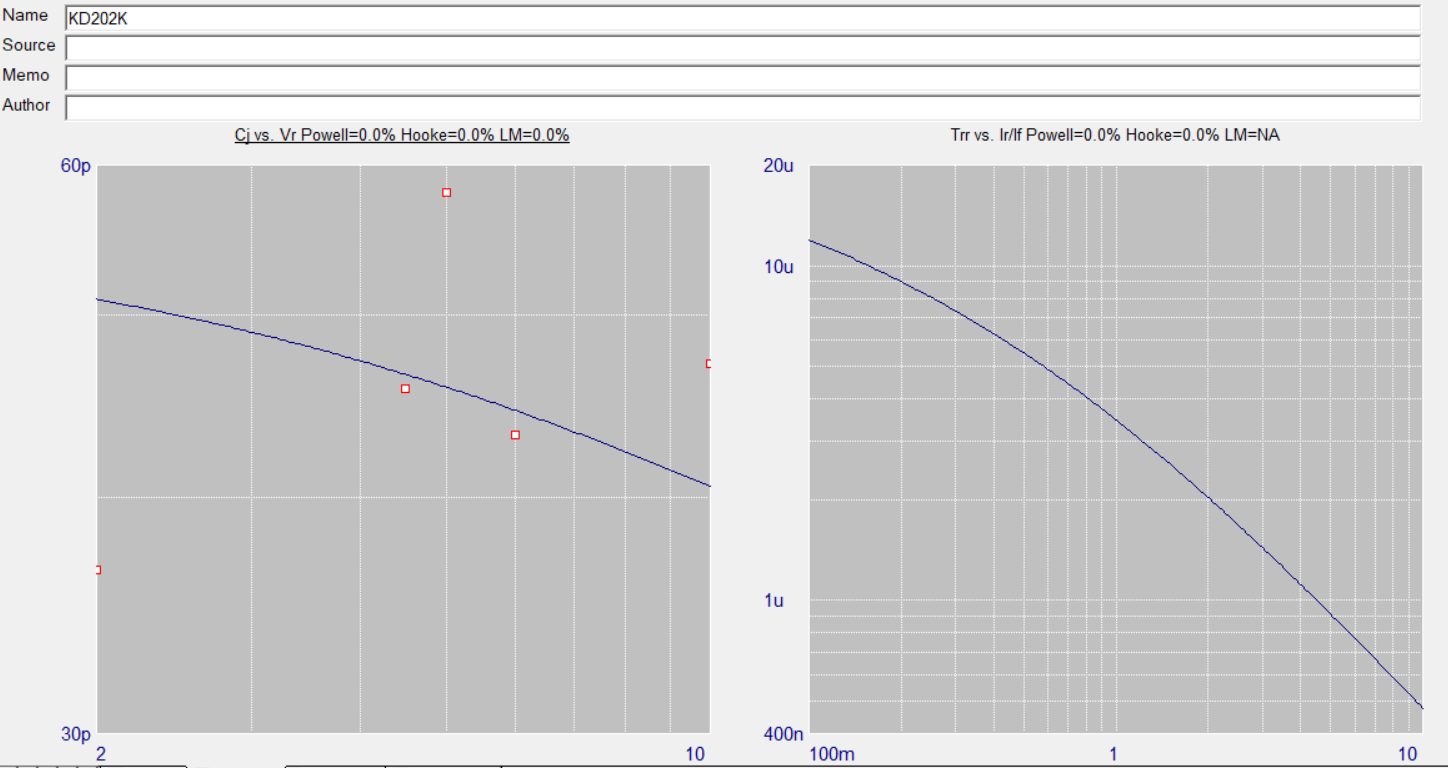 Name KD202K
Source
Memo
Author
Cj vs. Vr Powell=0.0% Hooke=0.0% LM=0.0%
Trr vs. Ir/If Powell=0.0% Hooke=0.0% LM=NA
60p
30p
2 10
20u
10u
1u
400n
100m 1 10